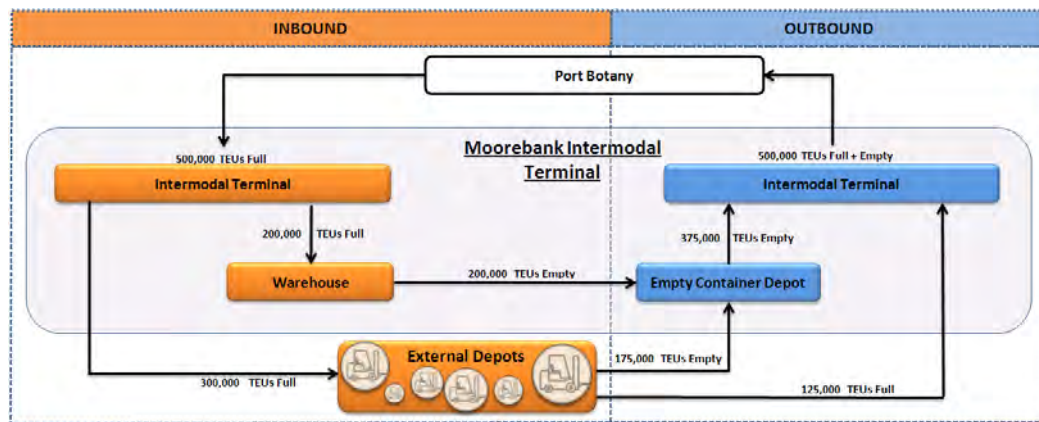 INBOUND
OUTBOUND
Port Botany
Moorebank Intermodal
Terminal
500,000 TEUs Full
Intermodal Terminal
500,000 TEUs Full + Empty
Intermodal Terminal
200,000 TEUs Full
375,000 TEUs Empty
Warehouse
200,000 TEUs Empty
Empty Container Depot
External Depots
175,000 TEUs Empty
300,000 TEUs Full
125,000 TEUs Full